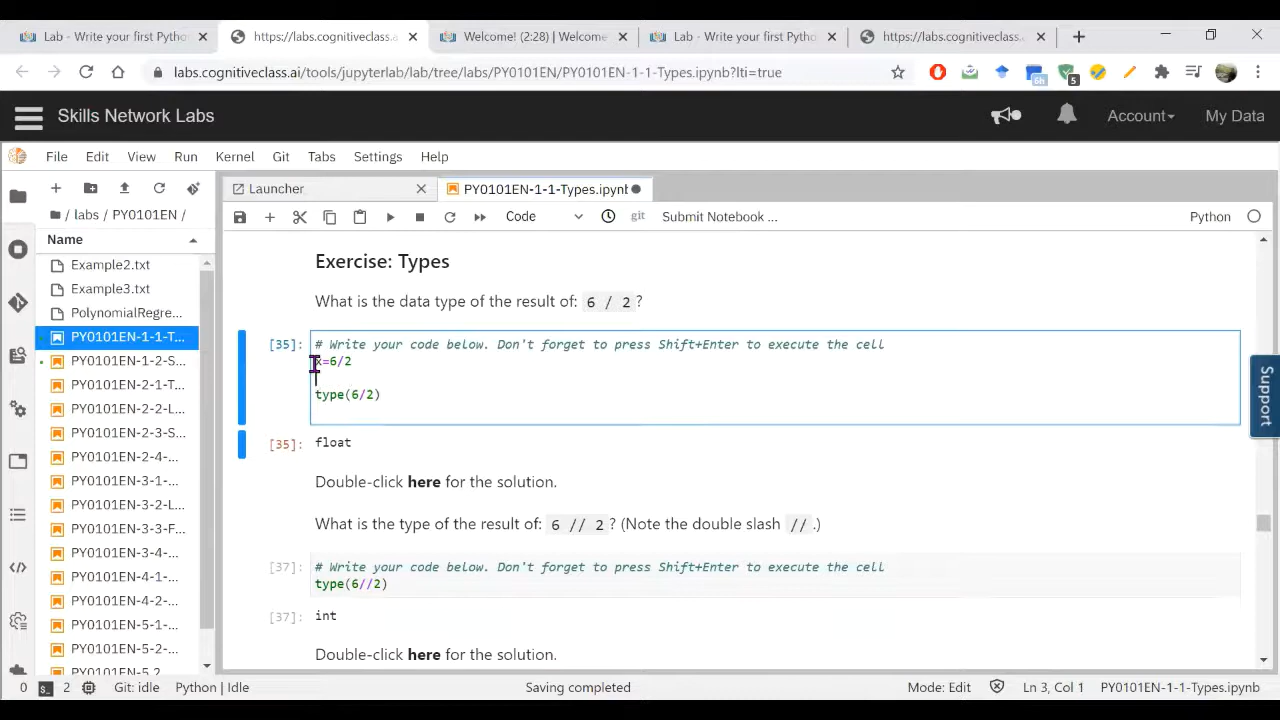 Lab - Write your first Pytho
https://labs.cognitiveclass.ai
Welcome! (2:28) | Welcome
Lab - Write your first Pytho
https://labs.cognitiveclass.ai
labs.cognitiveclass.ai/tools/jupyterlab/lab/tree/labs/PY0101EN/PY0101EN-1-1-Types.ipynb?lti=true
6h
5
Skills Network Labs
Account
My Data
File Edit View Run Kernel Git Tabs Settings Help
Launcher
PY0101EN-1-1-Types.ipynb
/ labs / PY0101EN /
Code
git
Submit Notebook ...
Python
Name
Example2.txt
Example3.txt
PolynomialRegre...
PY0101EN-1-1-T...
PY0101EN-1-2-S...
PY0101EN-2-1-T...
PY0101EN-2-2-L...
PY0101EN-2-3-S...
PY0101EN-2-4-...
PY0101EN-3-1-...
PY0101EN-3-2-L...
PY0101EN-3-3-F...
PY0101EN-3-4-...
PY0101EN-4-1-...
PY0101EN-4-2-...
PY0101EN-5-1-...
PY0101EN-5-2-...
PY0101EN-5.2
Exercise: Types
What is the data type of the result of: 6 / 2 ?
[35]: # Write your code below. Don't forget to press Shift+Enter to execute the cell
x=6/2
type(6/2)
[35]: float
Double-click here for the solution.
What is the type of the result of: 6 // 2 ? (Note the double slash // .)
[37]: # Write your code below. Don't forget to press Shift+Enter to execute the cell
type(6//2)
[37]: int
Double-click here for the solution.
Support
0 2 Git: idle Python | Idle
Saving completed
Mode: Edit
Ln 3, Col 1
PY0101EN-1-1-Types.ipynb